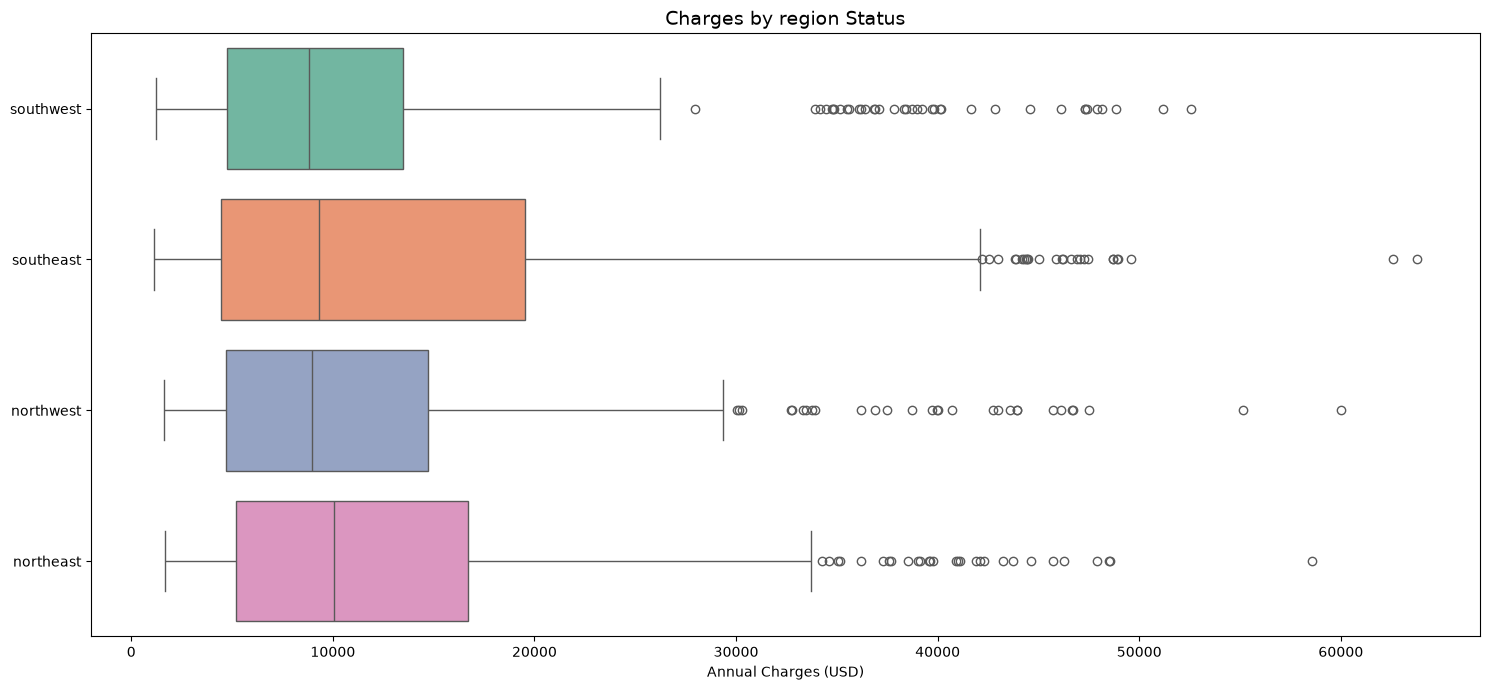 Charges by region Status
southwest
southeast
northwest
northeast
0 10000 20000 30000 40000 50000 60000
Annual Charges (USD)